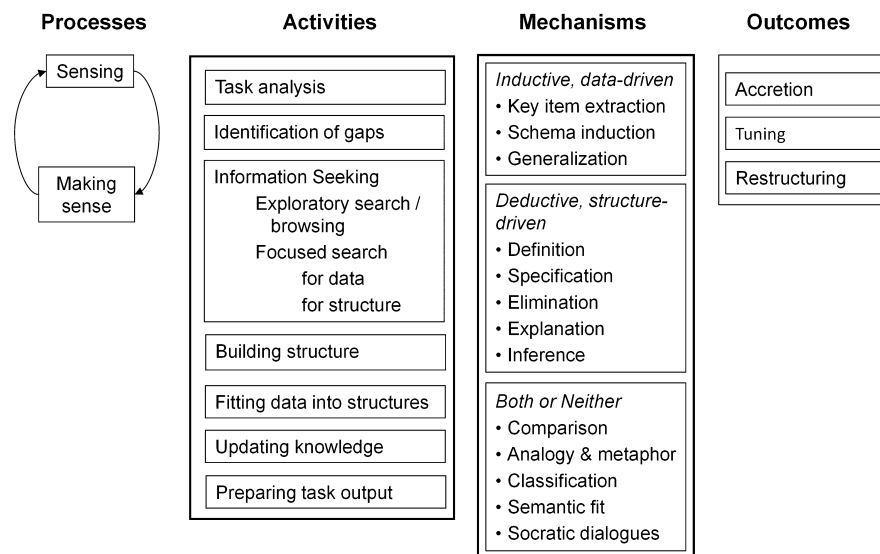 Processes
Sensing
Making
sense
Activities
Task analysis
Identification of gaps
Information Seeking
Exploratory search /
browsing
Focused search
for data
for structure
Building structure
Fitting data into structures
Updating knowledge
Preparing task output
Mechanisms
Inductive, data-driven
• Key item extraction
• Schema induction
• Generalization
Deductive, structure-
driven
• Definition
• Specification
• Elimination
• Explanation
• Inference
Both or Neither
• Comparison
• Analogy & metaphor
• Classification
• Semantic fit
• Socratic dialogues
Outcomes
Accretion
Tuning
Restructuring